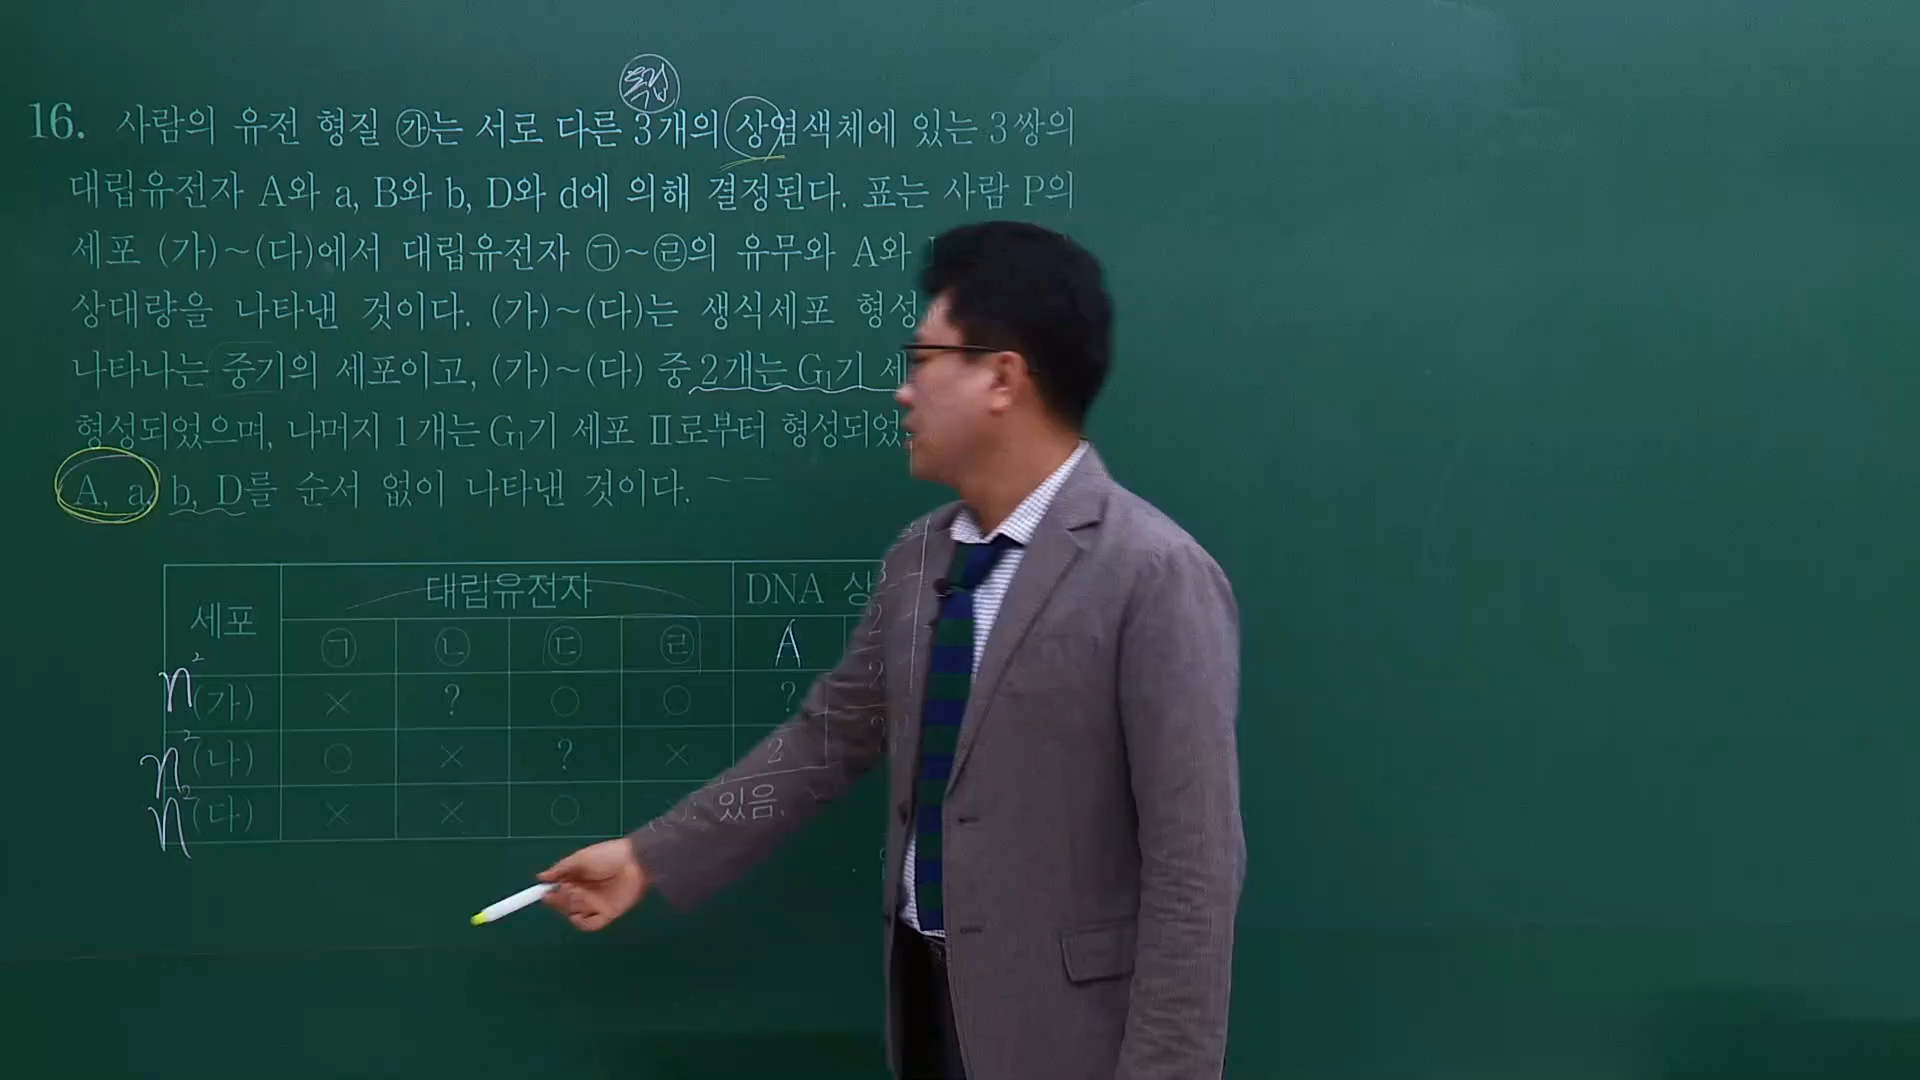 독립
16. 사람의 유전 형질 ㉮는 서로 다른 3개의 상염색체에 있는 3쌍의
대립유전자 A와 a, B와 b, D와 d에 의해 결정된다. 표는 사람 P의
세포 (가)~(다)에서 대립유전자 ㉠~㉣의 유무와 A와
상대량을 나타낸 것이다. (가)~(다)는 생식세포 형성
나타나는 중기의 세포이고, (가)~(다) 중 2개는 G₁기 세
형성되었으며, 나머지 1개는 G₁기 세포 Ⅱ로부터 형성되었
A, a, b, D를 순서 없이 나타낸 것이다.
세포 대립유전자 DNA 상
㉠ ㉡ ㉢ ㉣ A
n² (가) × ? ○ ○ ?
n² (나) ○ × ? × 2
n² (다) × × ○
: 있음,